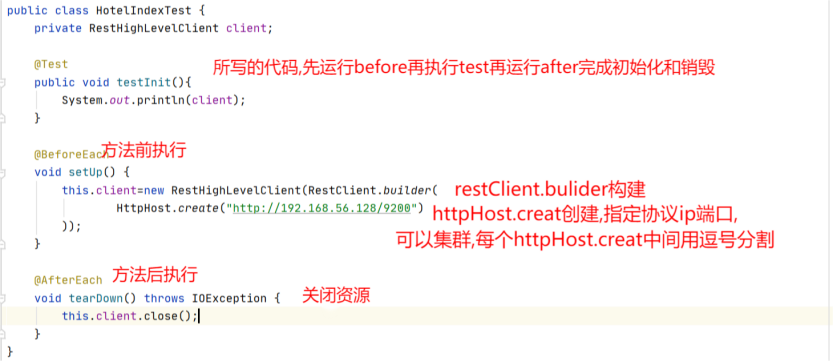 public class HotelIndexTest {
private RestHighLevelClient client;
@Test
所写的代码,先运行before再执行test再运行after完成初始化和销毁
public void testInit(){
System.out.println(client);
}
@BeforeEach
方法前执行
void setUp() {
this.client=new RestHighLevelClient(RestClient.builder(
restClient.bulider构建
HttpHost.create("http://192.168.56.128/9200")
httpHost.creat创建,指定协议ip端口,
));
可以集群,每个httpHost.creat中间用逗号分割
}
@AfterEach
方法后执行
void tearDown() throws IOException {
关闭资源
this.client.close();
}
}